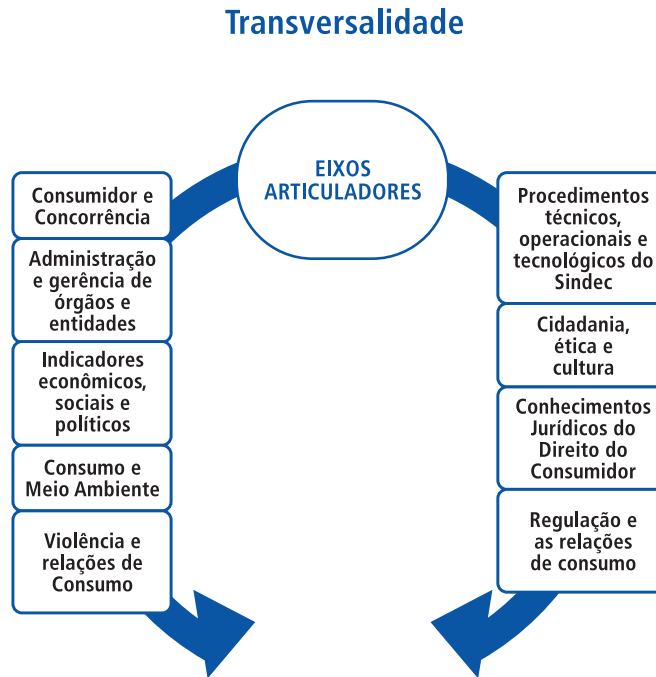 Transversalidade
EIXOS
ARTICULADORES
Consumidor e
Concorrência
Administração
e gerência de
órgãos e
entidades
Indicadores
econômicos,
sociais e
políticos
Consumo e
Meio Ambiente
Violência e
relações de
Consumo
Procedimentos
técnicos,
operacionais e
tecnológicos do
Sindec
Cidadania,
ética e
cultura
Conhecimentos
Jurídicos do
Direito do
Consumidor
Regulação e
as relações
de consumo